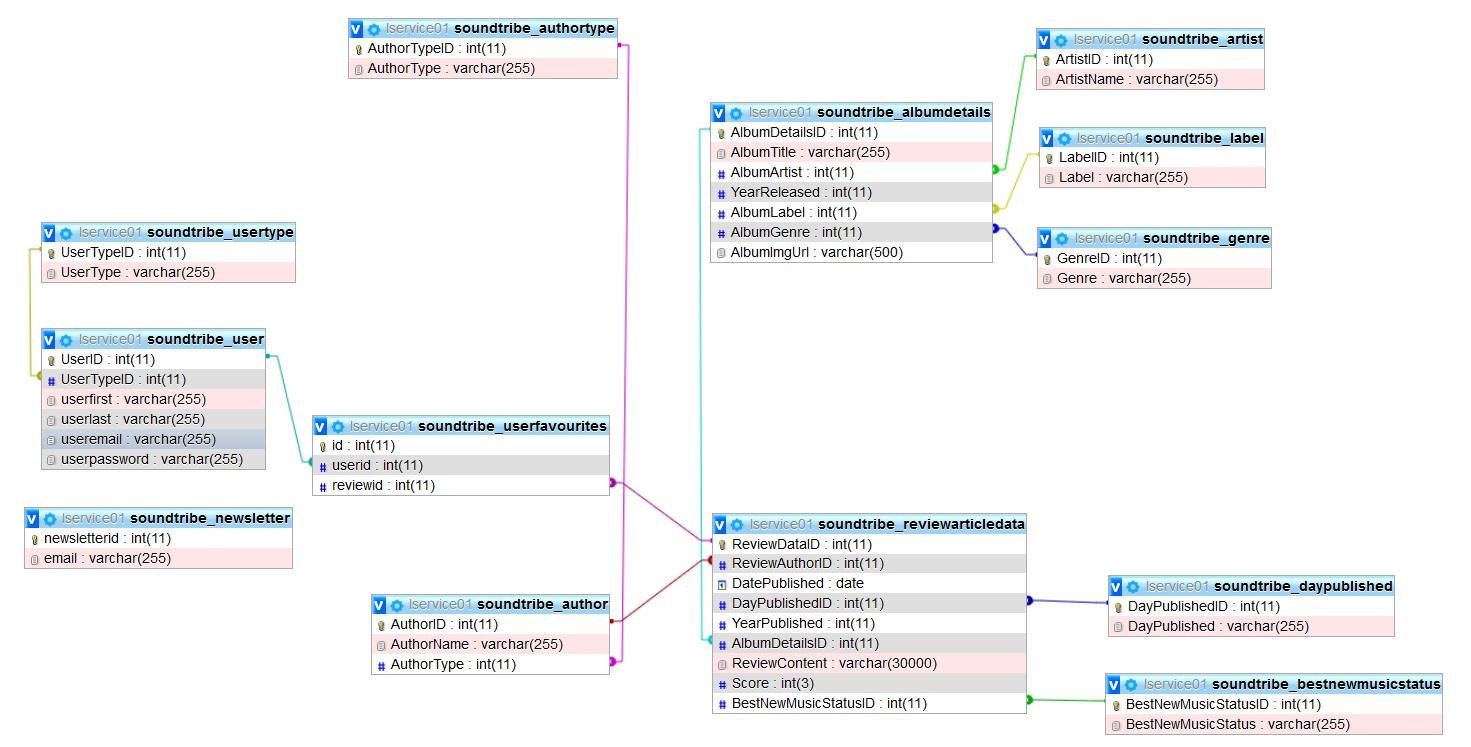 lservice01 soundtribe_authortype
AuthorTypeID : int(11)
AuthorType : varchar(255)
lservice01 soundtribe_artist
ArtistID : int(11)
ArtistName : varchar(255)
lservice01 soundtribe_albumdetails
AlbumDetailsID : int(11)
AlbumTitle : varchar(255)
AlbumArtist : int(11)
YearReleased : int(11)
AlbumLabel : int(11)
AlbumGenre : int(11)
AlbumImgUrl : varchar(500)
lservice01 soundtribe_label
LabelID : int(11)
Label : varchar(255)
lservice01 soundtribe_genre
GenreID : int(11)
Genre : varchar(255)
lservice01 soundtribe_usertype
UserTypeID : int(11)
UserType : varchar(255)
lservice01 soundtribe_user
UserID : int(11)
UserTypeID : int(11)
userfirst : varchar(255)
userlast : varchar(255)
useremail : varchar(255)
userpassword : varchar(255)
lservice01 soundtribe_userfavourites
id : int(11)
userid : int(11)
reviewid : int(11)
lservice01 soundtribe_newsletter
newsletterid : int(11)
email : varchar(255)
lservice01 soundtribe_author
AuthorID : int(11)
AuthorName : varchar(255)
AuthorType : int(11)
lservice01 soundtribe_reviewarticledata
ReviewDataID : int(11)
ReviewAuthorID : int(11)
DatePublished : date
DayPublishedID : int(11)
YearPublished : int(11)
AlbumDetailsID : int(11)
ReviewContent : varchar(30000)
Score : int(3)
BestNewMusicStatusID : int(11)
lservice01 soundtribe_daypublished
DayPublishedID : int(11)
DayPublished : varchar(255)
lservice01 soundtribe_bestnewmusicstatus
BestNewMusicStatusID : int(11)
BestNewMusicStatus : varchar(255)